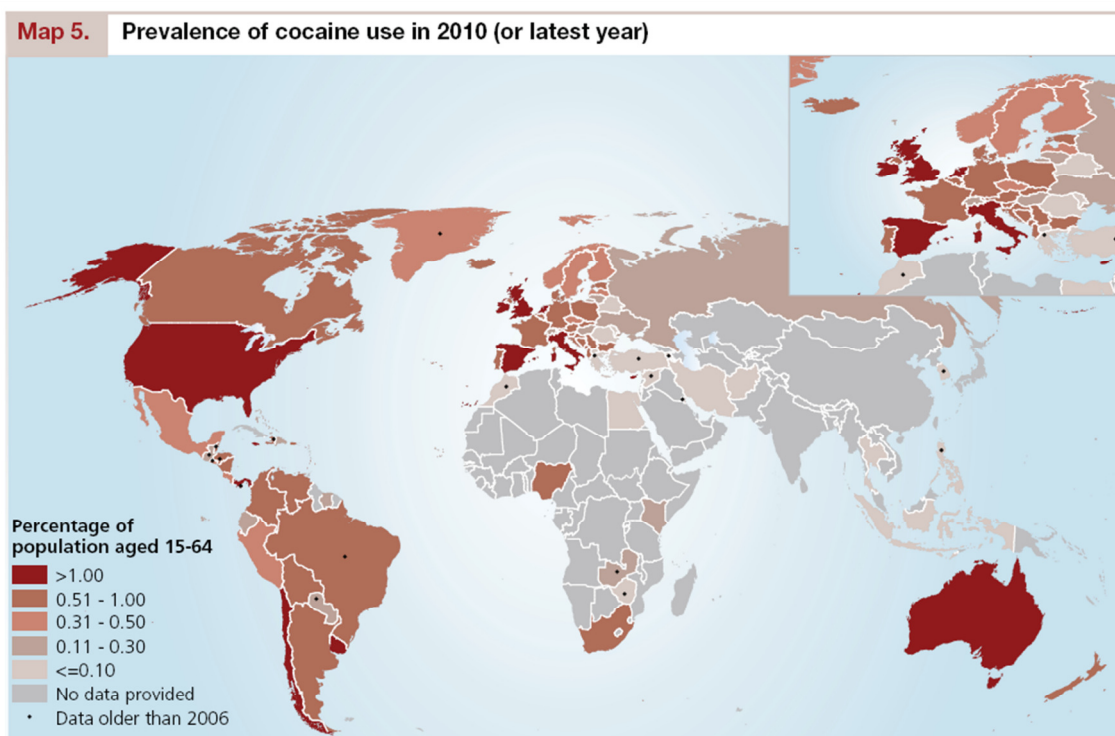 Map 5. Prevalence of cocaine use in 2010 (or latest year)
Percentage of
population aged 15-64
>1.00
0.51 - 1.00
0.31 - 0.50
0.11 - 0.30
<=0.10
No data provided
• Data older than 2006